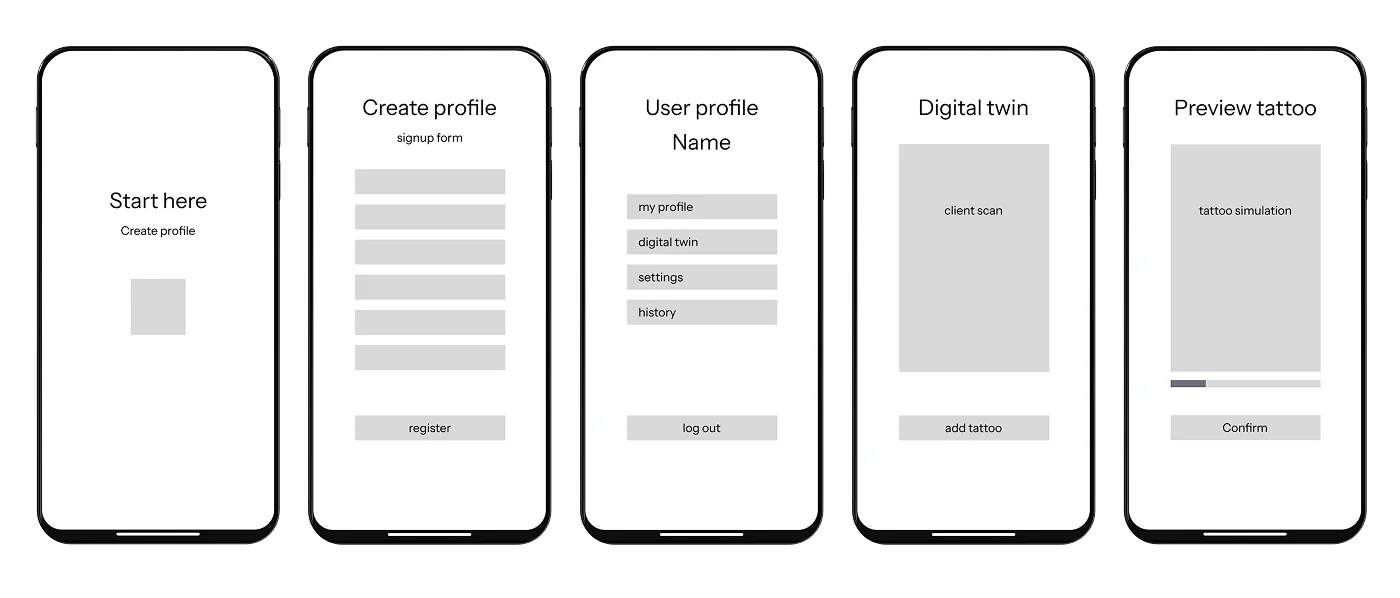 Start here
Create profile
Create profile
signup form
register
User profile
Name
my profile
digital twin
settings
history
log out
Digital twin
client scan
add tattoo
Preview tattoo
tattoo simulation
Confirm